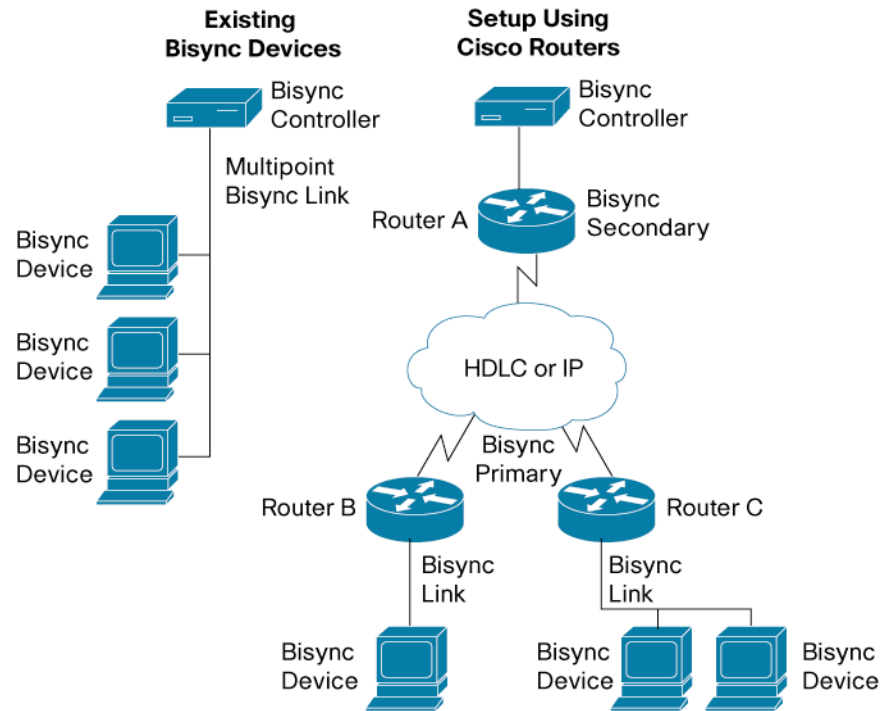 Existing
Bisync Devices
Bisync
Controller
Multipoint
Bisync Link
Bisync
Device
Bisync
Device
Bisync
Device
Setup Using
Cisco Routers
Bisync
Controller
Router A
Bisync
Secondary
HDLC or IP
Bisync
Primary
Router B
Router C
Bisync
Link
Bisync
Link
Bisync
Device
Bisync
Device
Bisync
Device